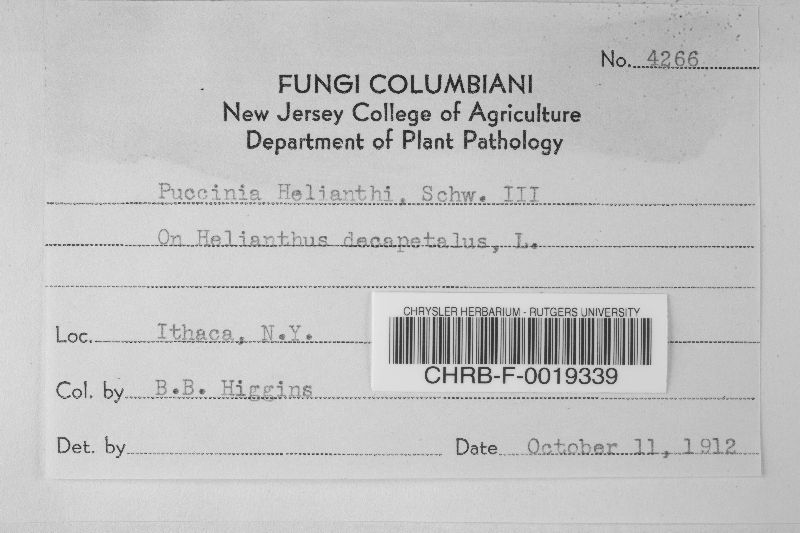 No. 4266
FUNGI COLUMBIANI
New Jersey College of Agriculture
Department of Plant Pathology
Puccinia Helianthi, Schw. III
On Helianthus decapetalus, L.
Loc. Ithaca, N.Y.
CHRYSLER HERBARIUM - RUTGERS UNIVERSITY
CHRB-F-0019339
Col. by B.B. Higgins
Det. by
Date October 11, 1912